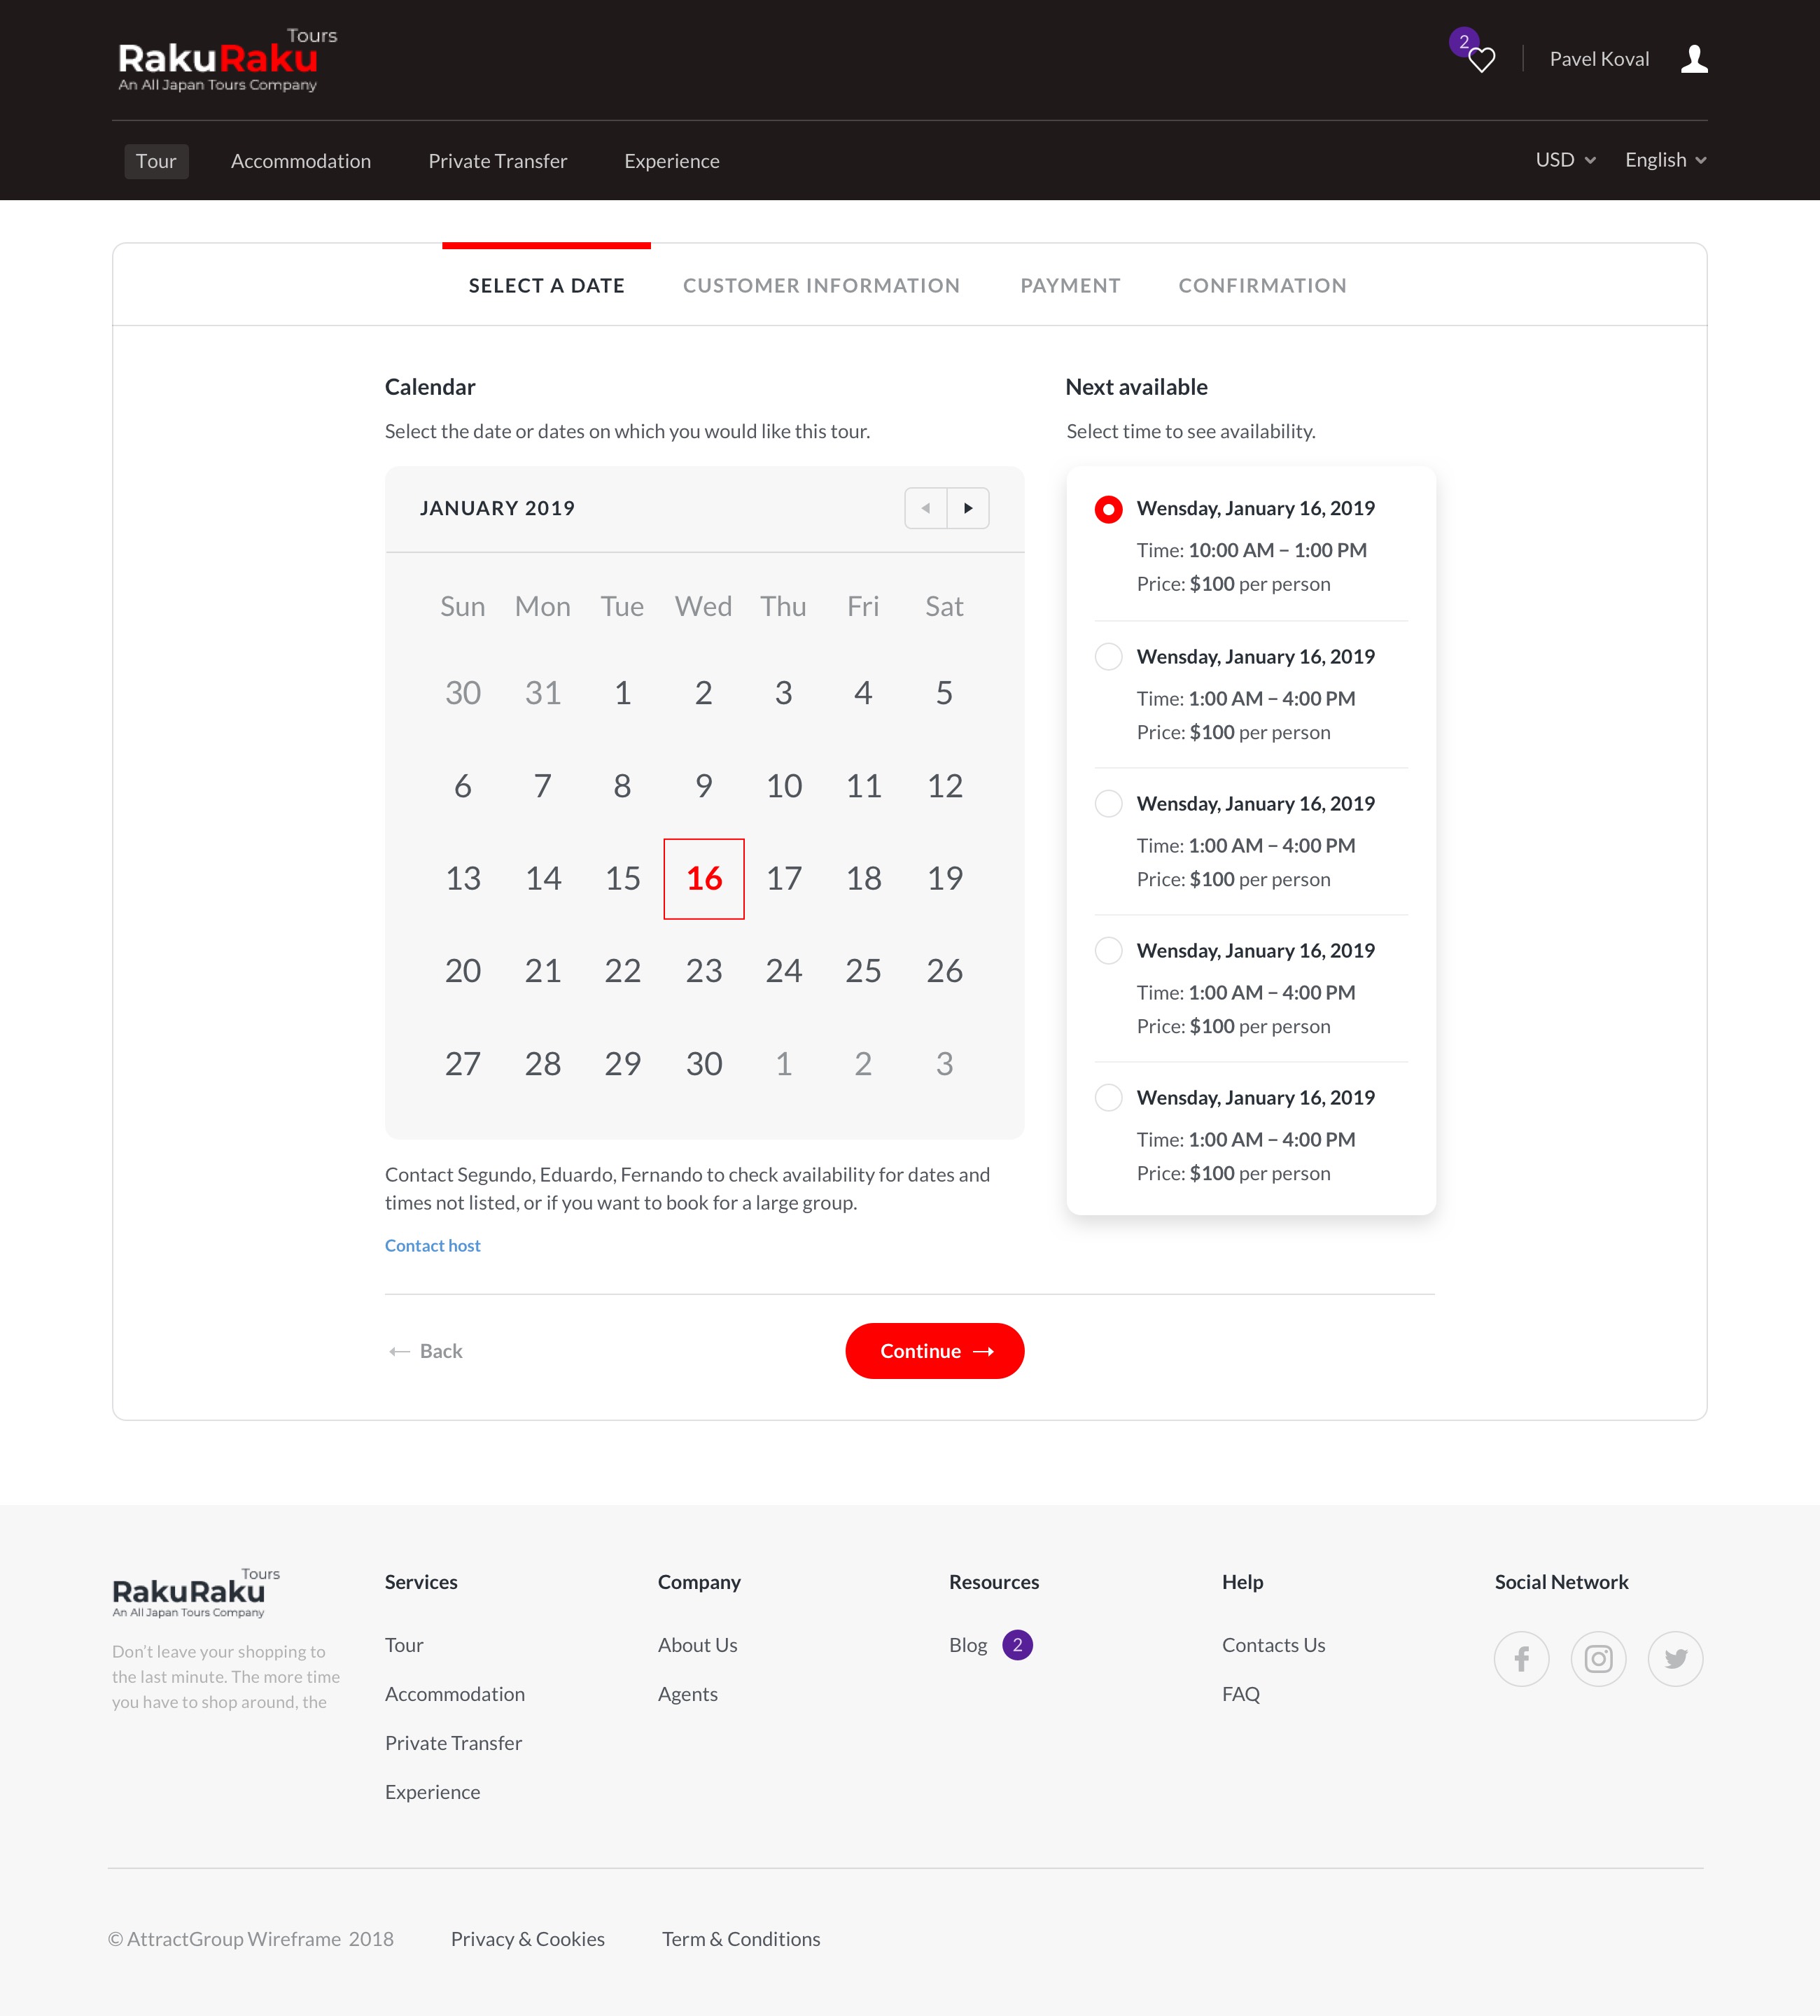 Tours
RakuRaku
An All Japan Tours Company
2
Pavel Koval
Tour Accommodation Private Transfer Experience
USD English
SELECT A DATE CUSTOMER INFORMATION PAYMENT CONFIRMATION
Calendar
Select the date or dates on which you would like this tour.
JANUARY 2019
Sun Mon Tue Wed Thu Fri Sat
30 31 1 2 3 4 5
6 7 8 9 10 11 12
13 14 15 16 17 18 19
20 21 22 23 24 25 26
27 28 29 30 1 2 3
Contact Segundo, Eduardo, Fernando to check availability for dates and
times not listed, or if you want to book for a large group.
Contact host
Next available
Select time to see availability.
Wensday, January 16, 2019
Time: 10:00 AM – 1:00 PM
Price: $100 per person
Wensday, January 16, 2019
Time: 1:00 AM – 4:00 PM
Price: $100 per person
Wensday, January 16, 2019
Time: 1:00 AM – 4:00 PM
Price: $100 per person
Wensday, January 16, 2019
Time: 1:00 AM – 4:00 PM
Price: $100 per person
Wensday, January 16, 2019
Time: 1:00 AM – 4:00 PM
Price: $100 per person
← Back
Continue →
Tours
RakuRaku
An All Japan Tours Company
Don't leave your shopping to
the last minute. The more time
you have to shop around, the
Services
Tour
Accommodation
Private Transfer
Experience
Company
About Us
Agents
Resources
Blog 2
Help
Contacts Us
FAQ
Social Network
© AttractGroup Wireframe 2018 Privacy & Cookies Term & Conditions